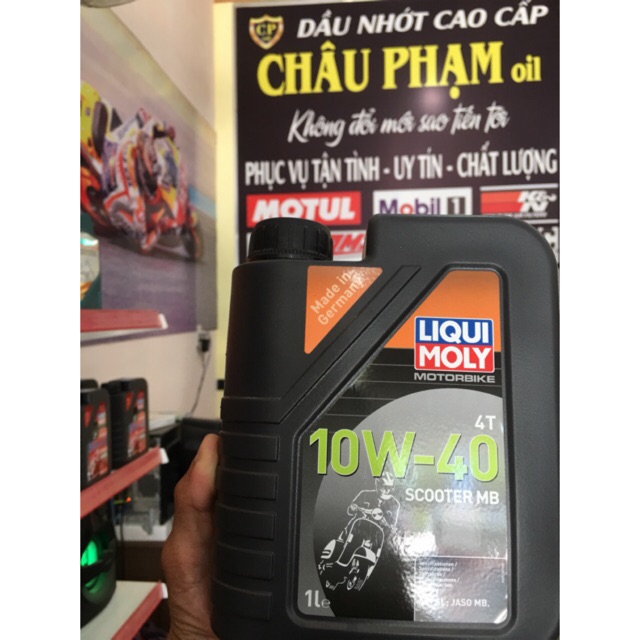 CP
DẦU NHỚT CAO CẤP
CHÂU PHẠM oil
Không đổi mới sao tiến tới
PHỤC VỤ TẬN TÌNH - UY TÍN - CHẤT LƯỢNG
MOTUL Mobil 1 K&N
Made in
Germany
LIQUI
MOLY
MOTORBIKE
4T
10W-40
SCOOTER MB
1L e
JASO MB.